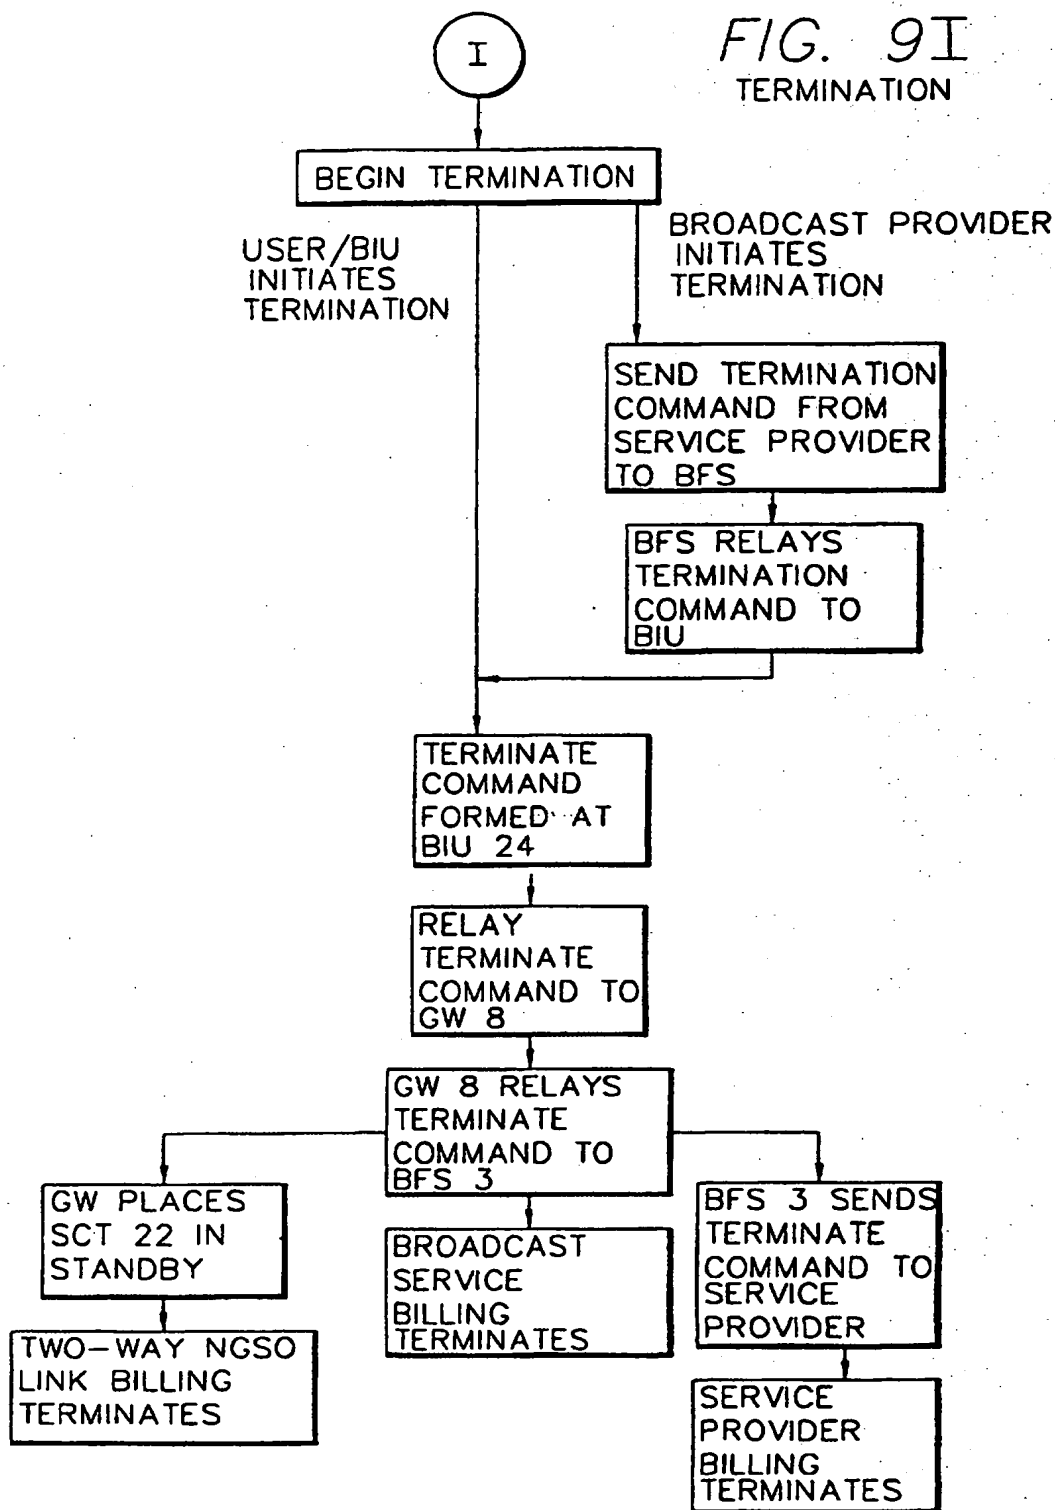 I
FIG. 9I
TERMINATION
BEGIN TERMINATION
USER/BIU
INITIATES
TERMINATION
BROADCAST PROVIDER
INITIATES
TERMINATION
SEND TERMINATION
COMMAND FROM
SERVICE PROVIDER
TO BFS
BFS RELAYS
TERMINATION
COMMAND TO
BIU
TERMINATE
COMMAND
FORMED AT
BIU 24
RELAY
TERMINATE
COMMAND TO
GW 8
GW 8 RELAYS
TERMINATE
COMMAND TO
BFS 3
GW PLACES
SCT 22 IN
STANDBY
TWO-WAY NGSO
LINK BILLING
TERMINATES
BROADCAST
SERVICE
BILLING
TERMINATES
BFS 3 SENDS
TERMINATE
COMMAND TO
SERVICE
PROVIDER
SERVICE
PROVIDER
BILLING
TERMINATES